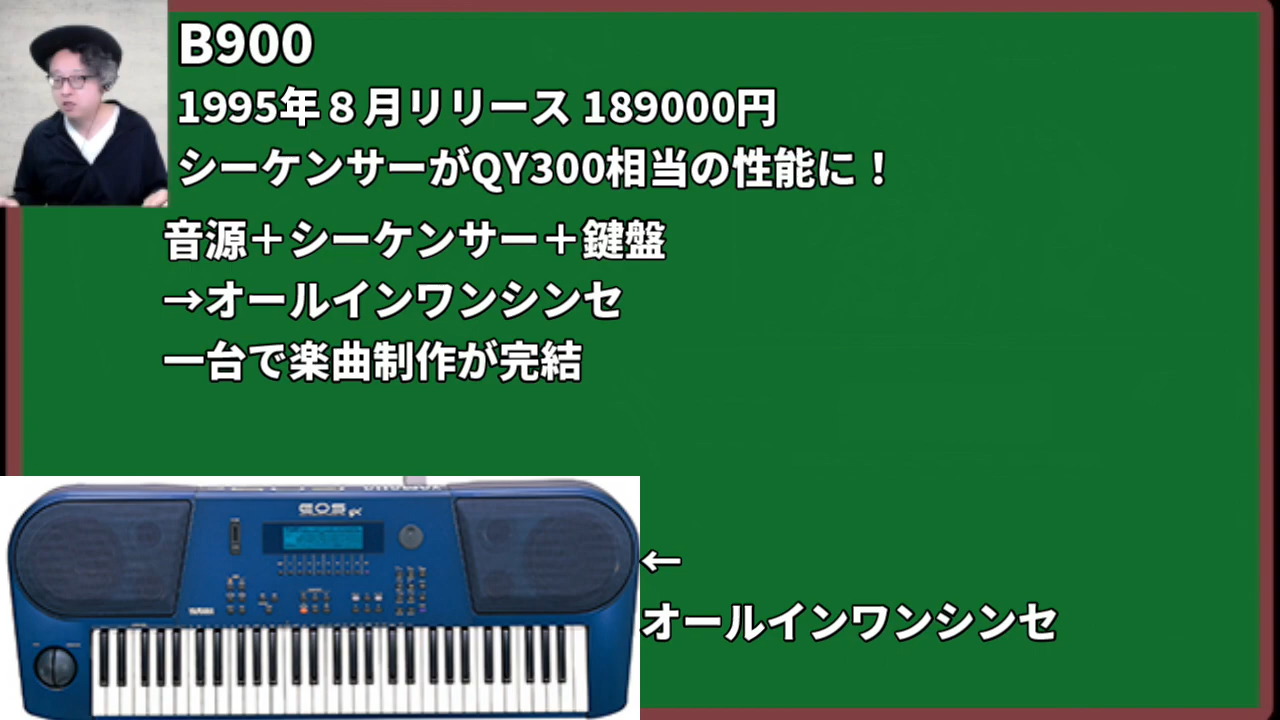 B900
1995年８月リリース 189000円
シーケンサーがQY300相当の性能に！
音源＋シーケンサー＋鍵盤
→オールインワンシンセ
一台で楽曲制作が完結
EOS
YAMAHA
←
オールインワンシンセ